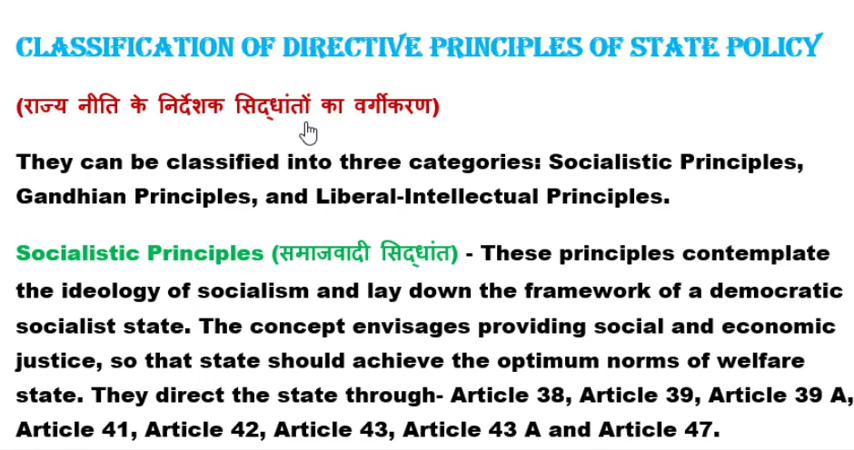 CLASSIFICATION OF DIRECTIVE PRINCIPLES OF STATE POLICY
(राज्य नीति के निर्देशक सिद्धांतों का वर्गीकरण)
They can be classified into three categories: Socialistic Principles,
Gandhian Principles, and Liberal-Intellectual Principles.
Socialistic Principles (समाजवादी सिद्धांत) - These principles contemplate
the ideology of socialism and lay down the framework of a democratic
socialist state. The concept envisages providing social and economic
justice, so that state should achieve the optimum norms of welfare
state. They direct the state through- Article 38, Article 39, Article 39 A,
Article 41, Article 42, Article 43, Article 43 A and Article 47.